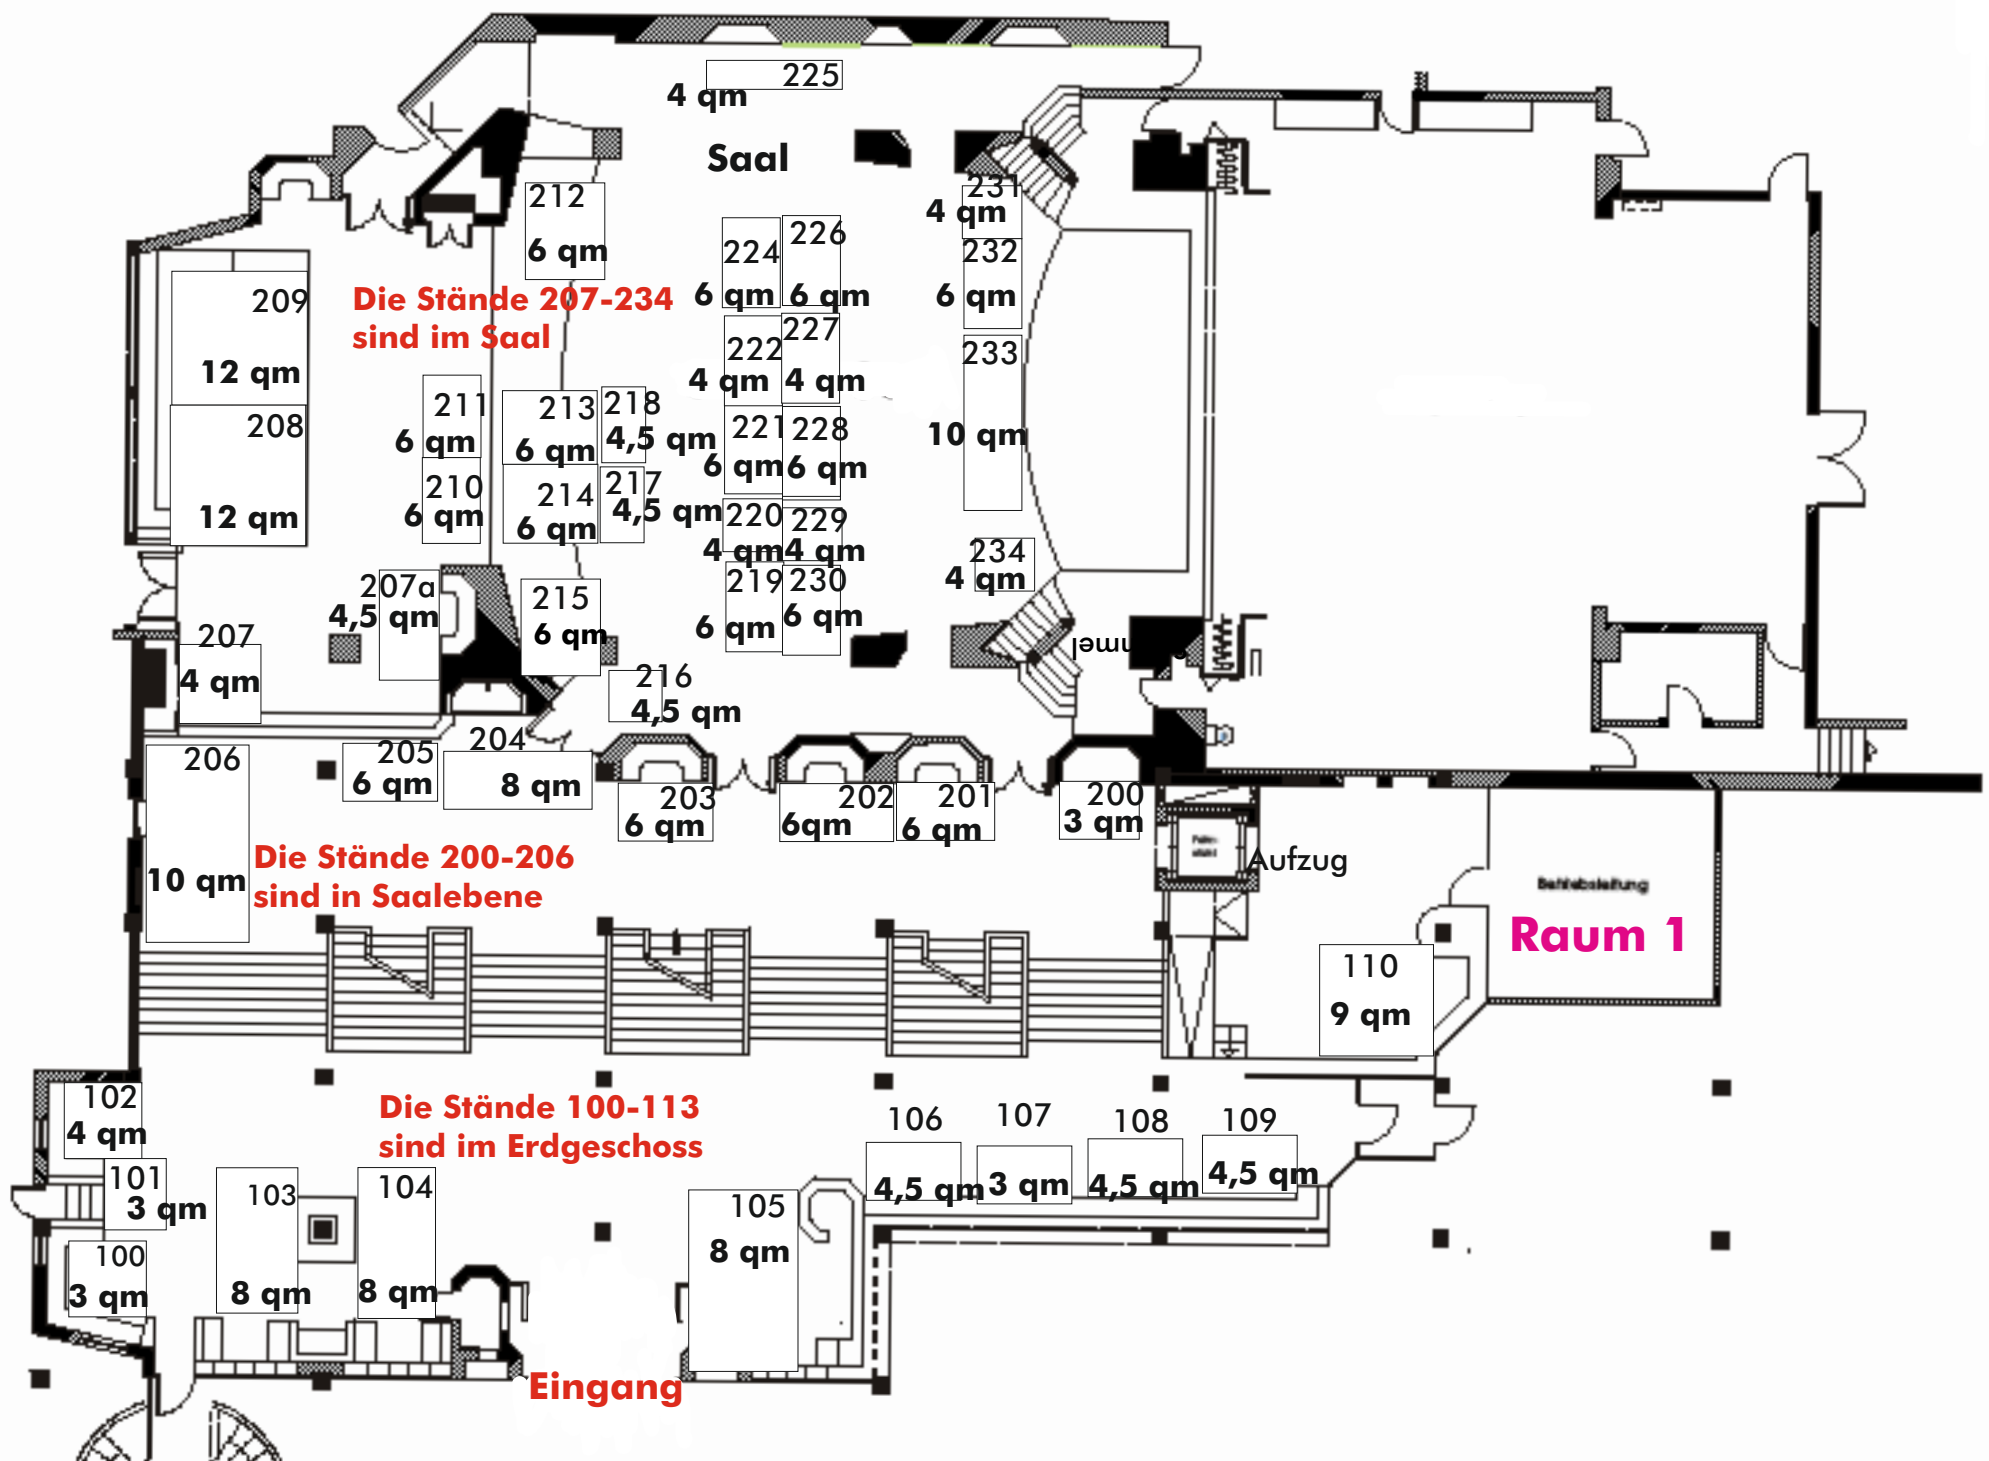 225
4 qm
Saal
212
6 qm
231
4 qm
224
6 qm
226
6 qm
232
6 qm
209
12 qm
Die Stände 207-234
sind im Saal
222
4 qm
227
4 qm
233
10 qm
208
12 qm
211
6 qm
213
6 qm
218
4,5 qm
221
6 qm
228
6 qm
210
6 qm
214
6 qm
217
4,5 qm
220
4 qm
229
4 qm
234
4 qm
207a
4,5 qm
215
6 qm
219
6 qm
230
6 qm
207
4 qm
216
4,5 qm
206
10 qm
205
6 qm
204
8 qm
203
6 qm
202
6qm
201
6 qm
200
3 qm
Aufzug
Die Stände 200-206
sind in Saalebene
Betriebsleitung
Raum 1
110
9 qm
102
4 qm
Die Stände 100-113
sind im Erdgeschoss
106
4,5 qm
107
3 qm
108
4,5 qm
109
4,5 qm
101
3 qm
103
8 qm
104
8 qm
105
8 qm
100
3 qm
Eingang